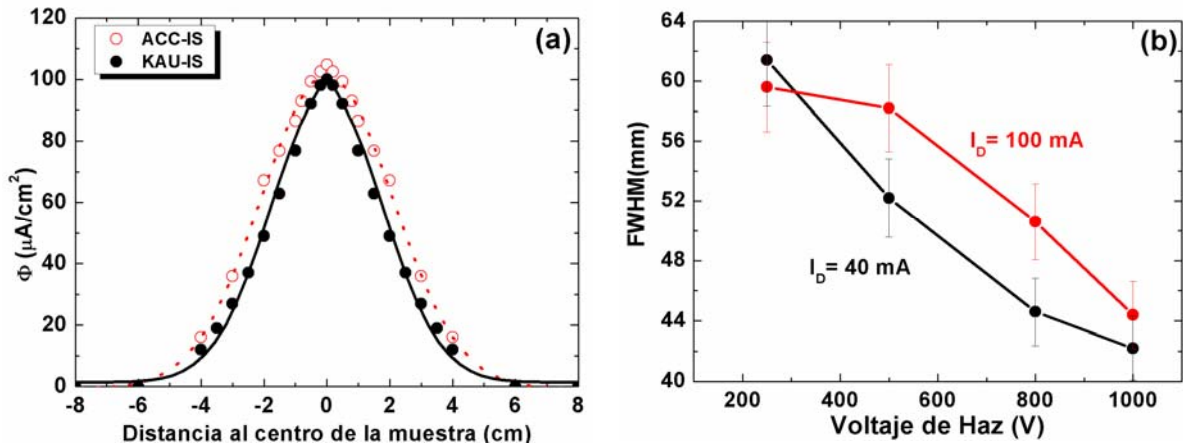 (a)
ACC-IS
KAU-IS
120
100
80
60
40
20
0
Φ (μA/cm²)
-8 -6 -4 -2 0 2 4 6 8
Distancia al centro de la muestra (cm)
(b)
64
60
56
52
48
44
40
FWHM(mm)
I_D= 100 mA
I_D= 40 mA
200 400 600 800 1000
Voltaje de Haz (V)